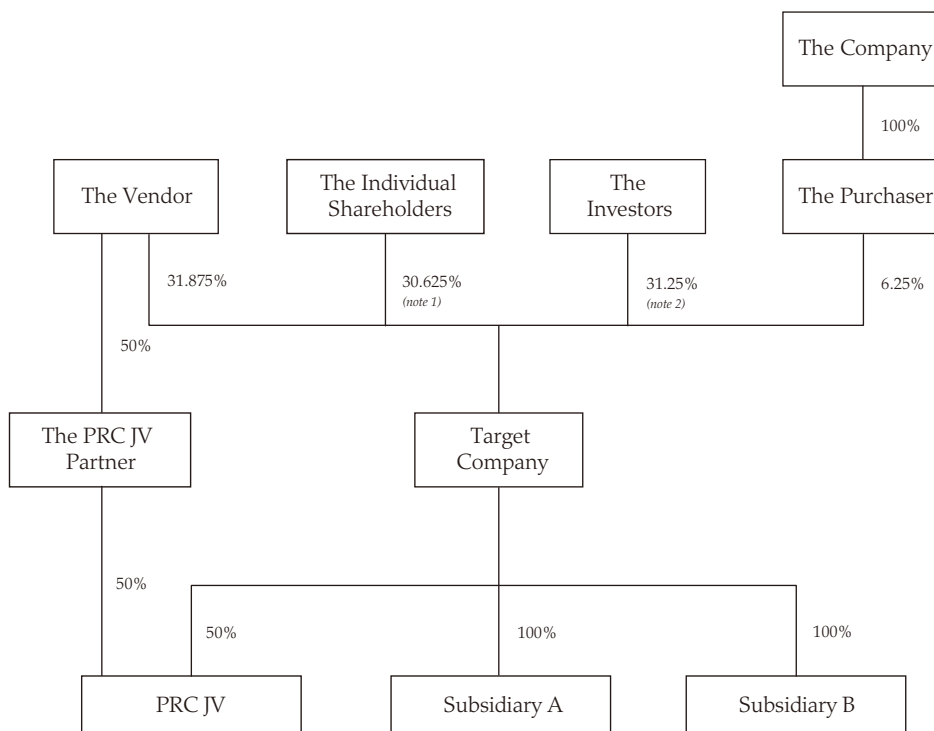 The Company
100%
The Vendor
The Individual
Shareholders
The
Investors
The Purchaser
31.875%
30.625%
(note 1)
31.25%
(note 2)
6.25%
50%
The PRC JV
Partner
Target
Company
50%
50%
100%
100%
PRC JV
Subsidiary A
Subsidiary B